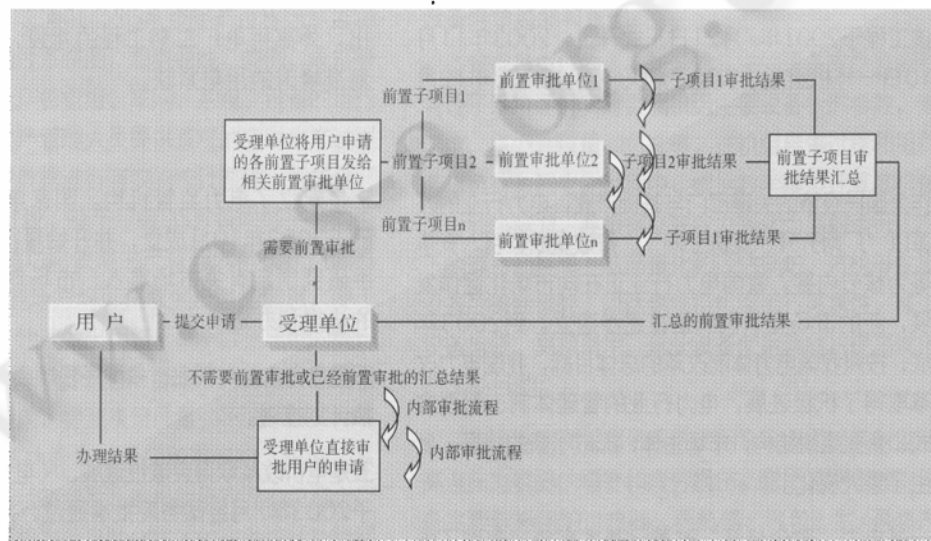 前置子项目1
前置审批单位1
子项目1审批结果
受理单位将用户申请
的各前置子项目发给
相关前置审批单位
前置子项目2
前置审批单位2
子项目2审批结果
前置子项目审
批结果汇总
前置子项目n
前置审批单位n
子项目1审批结果
需要前置审批
用 户
提交申请
受理单位
汇总的前置审批结果
不需要前置审批或已经前置审批的汇总结果
内部审批流程
办理结果
受理单位直接审
批用户的申请
内部审批流程
www.c-s-a.org.c